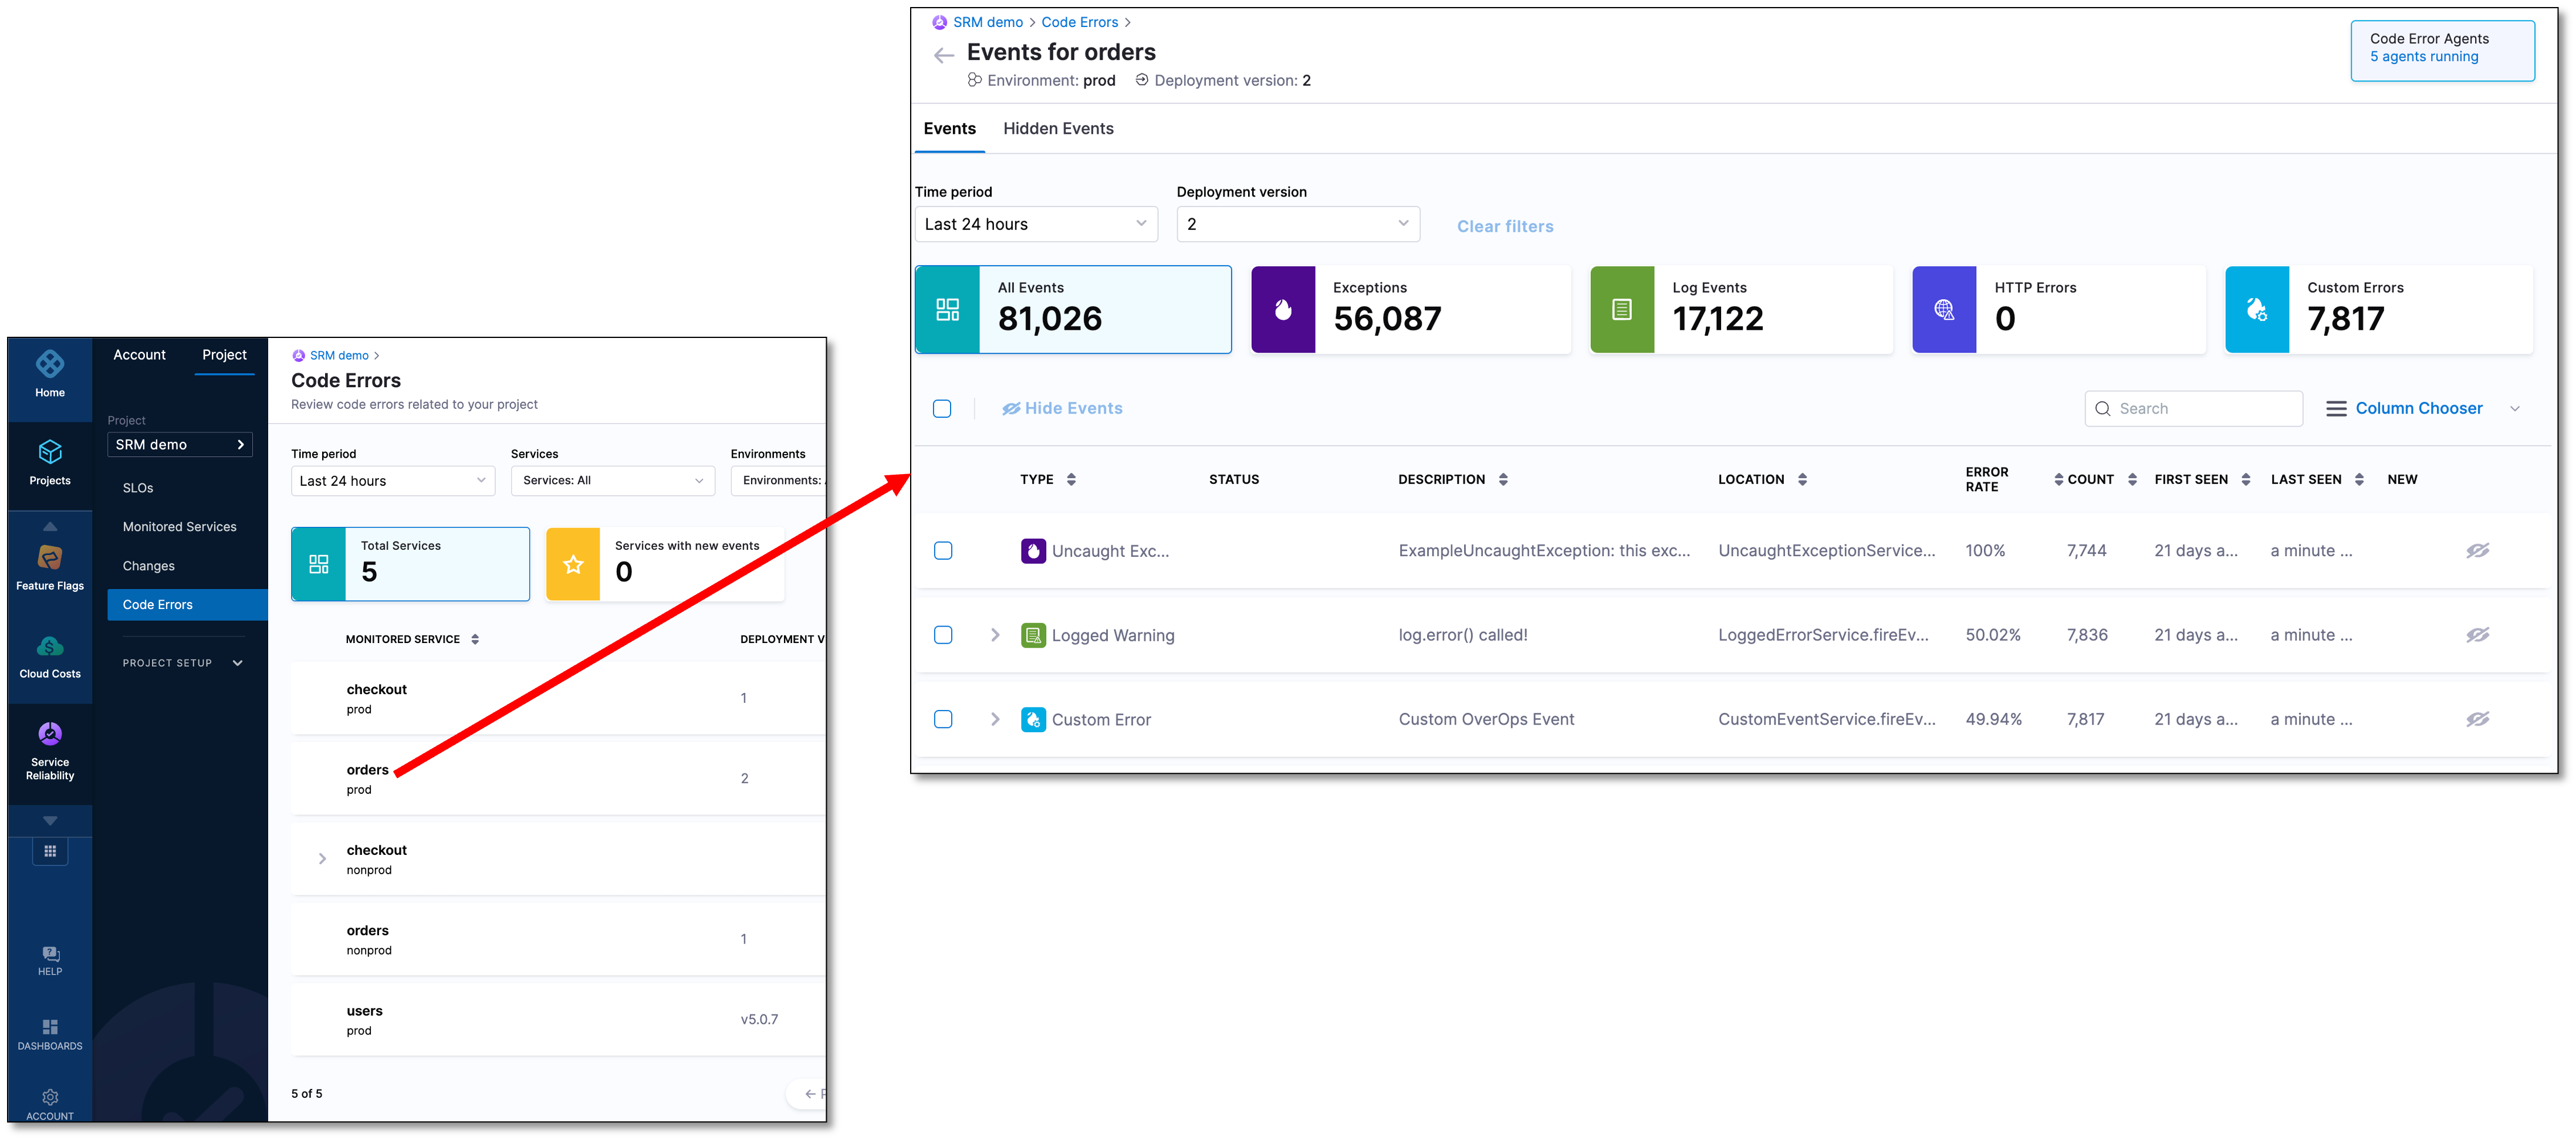 Home
Projects
Feature Flags
Cloud Costs
Service
Reliability
HELP
DASHBOARDS
ACCOUNT
Account Project
Project
SRM demo
SLOs
Monitored Services
Changes
Code Errors
PROJECT SETUP
SRM demo >
Code Errors
Review code errors related to your project
Time period Services Environments
Last 24 hours Services: All Environments:
Total Services
5
Services with new events
0
MONITORED SERVICE DEPLOYMENT V
checkout
prod
1
orders
prod
2
checkout
nonprod
orders
nonprod
1
users
prod
v5.0.7
5 of 5
SRM demo > Code Errors >
Events for orders
Environment: prod Deployment version: 2
Code Error Agents
5 agents running
Events Hidden Events
Time period Deployment version
Last 24 hours 2 Clear filters
All Events
81,026
Exceptions
56,087
Log Events
17,122
HTTP Errors
0
Custom Errors
7,817
Hide Events Search Column Chooser
TYPE STATUS DESCRIPTION LOCATION ERROR RATE COUNT FIRST SEEN LAST SEEN NEW
Uncaught Exc... ExampleUncaughtException: this exc... UncaughtExceptionService... 100% 7,744 21 days a... a minute ...
Logged Warning log.error() called! LoggedErrorService.fireEv... 50.02% 7,836 21 days a... a minute ...
Custom Error Custom OverOps Event CustomEventService.fireEv... 49.94% 7,817 21 days a... a minute ...